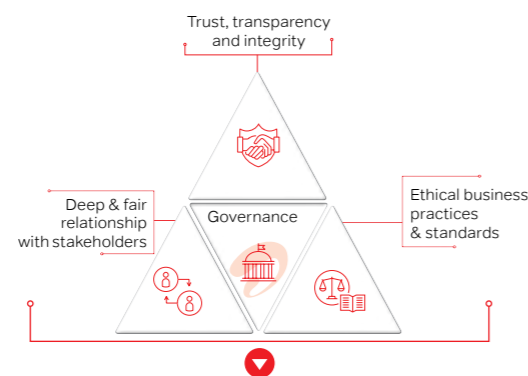 Trust, transparency
and integrity
Deep & fair
relationship
with stakeholders
Governance
Ethical business
practices
& standards